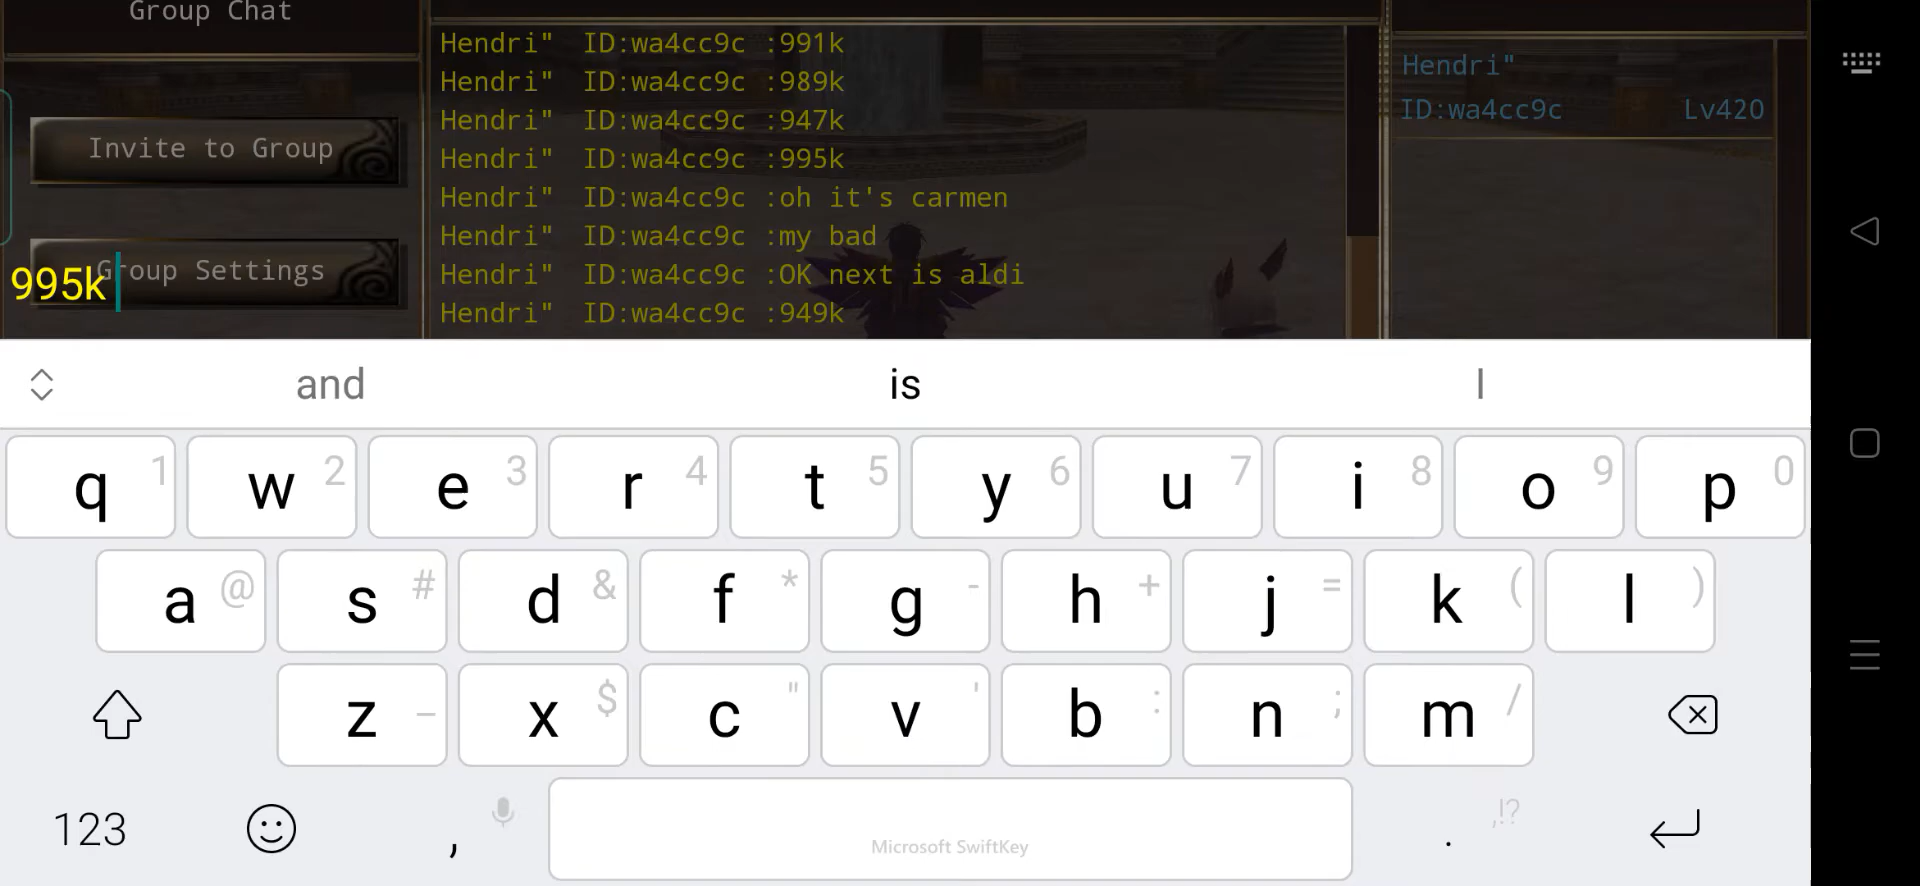 Group Chat
Invite to Group
Group Settings
995k
Hendri" ID:wa4cc9c :991k
Hendri" ID:wa4cc9c :989k
Hendri" ID:wa4cc9c :947k
Hendri" ID:wa4cc9c :995k
Hendri" ID:wa4cc9c :oh it's carmen
Hendri" ID:wa4cc9c :my bad
Hendri" ID:wa4cc9c :OK next is aldi
Hendri" ID:wa4cc9c :949k
Hendri"
ID:wa4cc9c Lv420
and is I
q 1 w 2 e 3 r 4 t 5 y 6 u 7 i 8 o 9 p 0
a @ s # d & f * g - h + j = k ( l )
z _ x $ c " v ' b : n ; m /
123 , Microsoft SwiftKey . ,!?